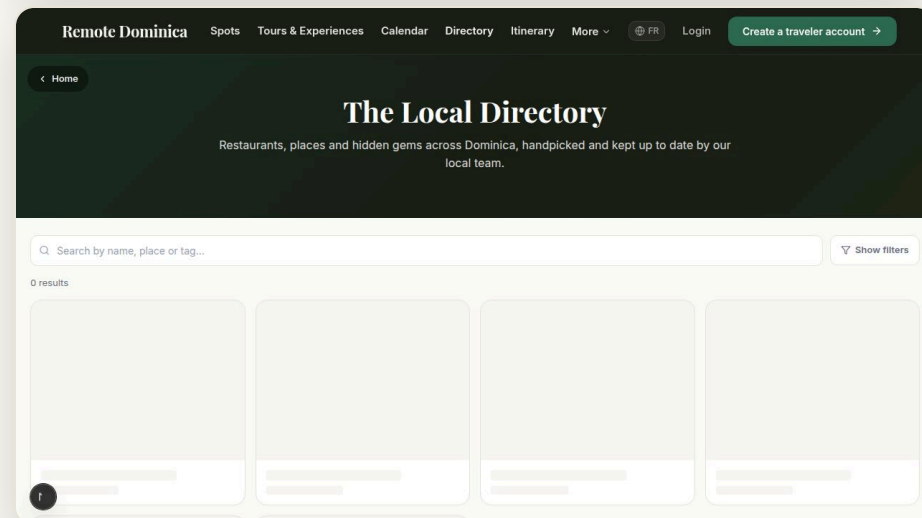 Remote Dominica Spots Tours & Experiences Calendar Directory Itinerary More FR Login Create a traveler account →
Home
The Local Directory
Restaurants, places and hidden gems across Dominica, handpicked and kept up to date by our
local team.
Search by name, place or tag...
Show filters
0 results